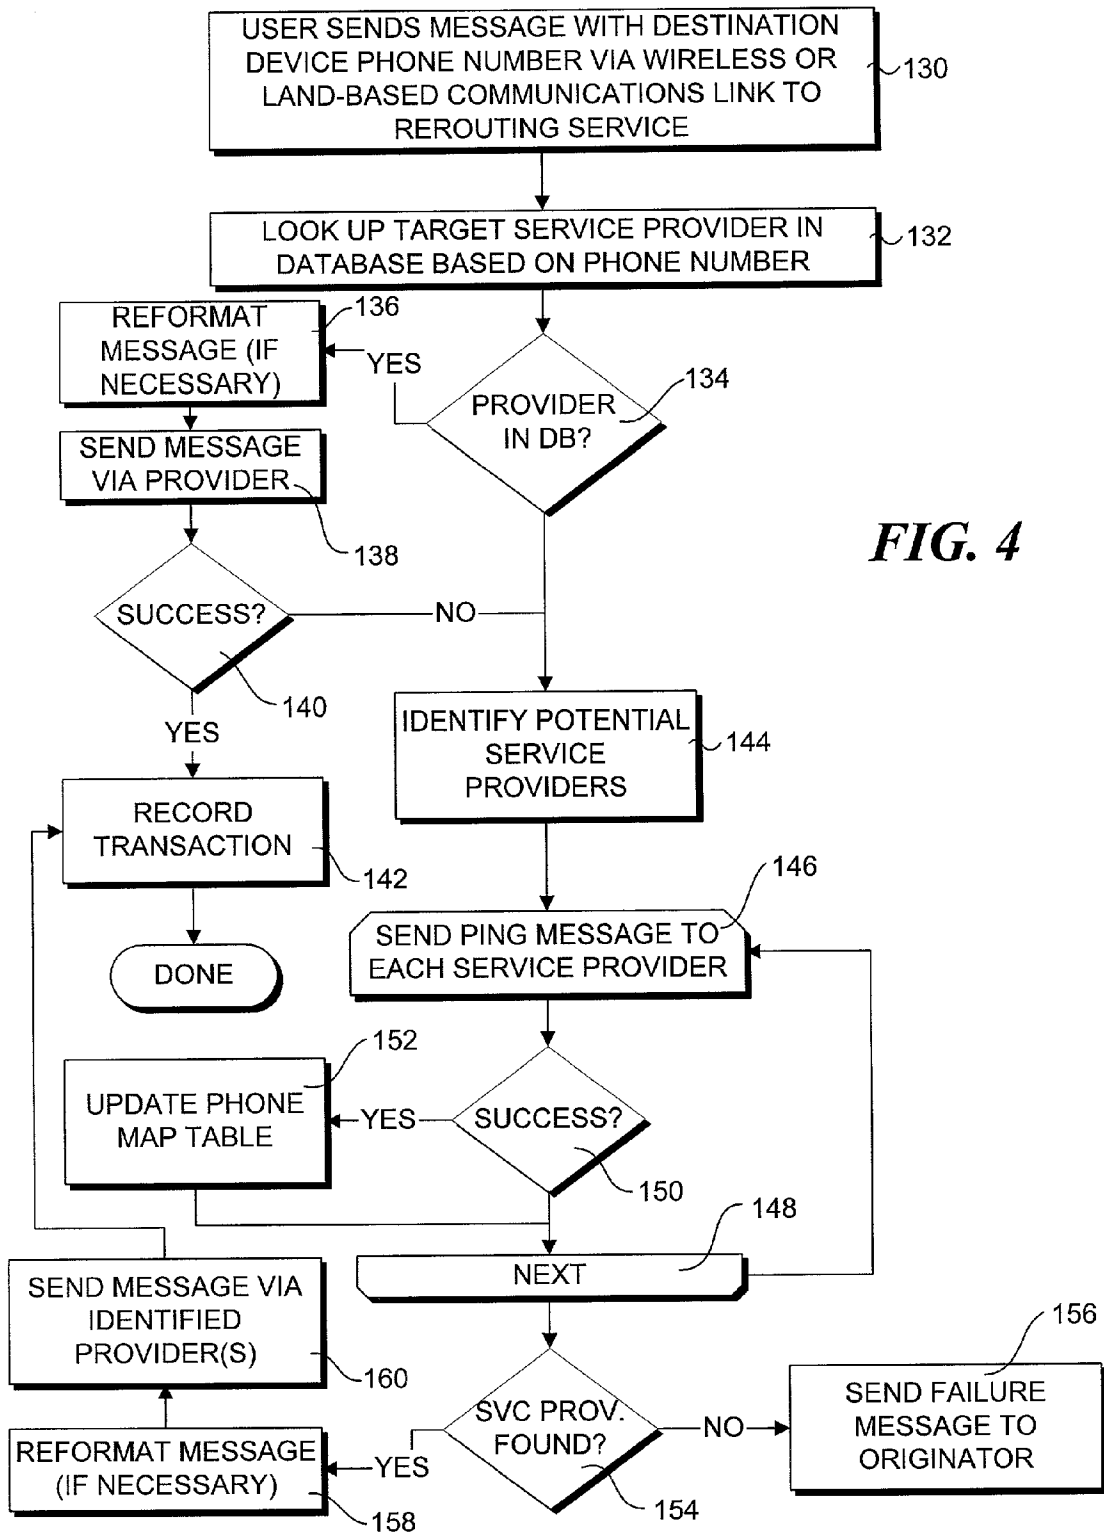 USER SENDS MESSAGE WITH DESTINATION
DEVICE PHONE NUMBER VIA WIRELESS OR
LAND-BASED COMMUNICATIONS LINK TO
REROUTING SERVICE
130
LOOK UP TARGET SERVICE PROVIDER IN
DATABASE BASED ON PHONE NUMBER
132
REFORMAT
MESSAGE (IF
NECESSARY)
136
YES
PROVIDER
IN DB?
134
SEND MESSAGE
VIA PROVIDER
138
FIG. 4
SUCCESS?
NO
140
YES
IDENTIFY POTENTIAL
SERVICE
PROVIDERS
144
RECORD
TRANSACTION
142
146
SEND PING MESSAGE TO
EACH SERVICE PROVIDER
DONE
152
UPDATE PHONE
MAP TABLE
YES
SUCCESS?
150
148
NEXT
SEND MESSAGE VIA
IDENTIFIED
PROVIDER(S)
160
156
SEND FAILURE
MESSAGE TO
ORIGINATOR
SVC PROV.
FOUND?
NO
154
YES
REFORMAT MESSAGE
(IF NECESSARY)
158